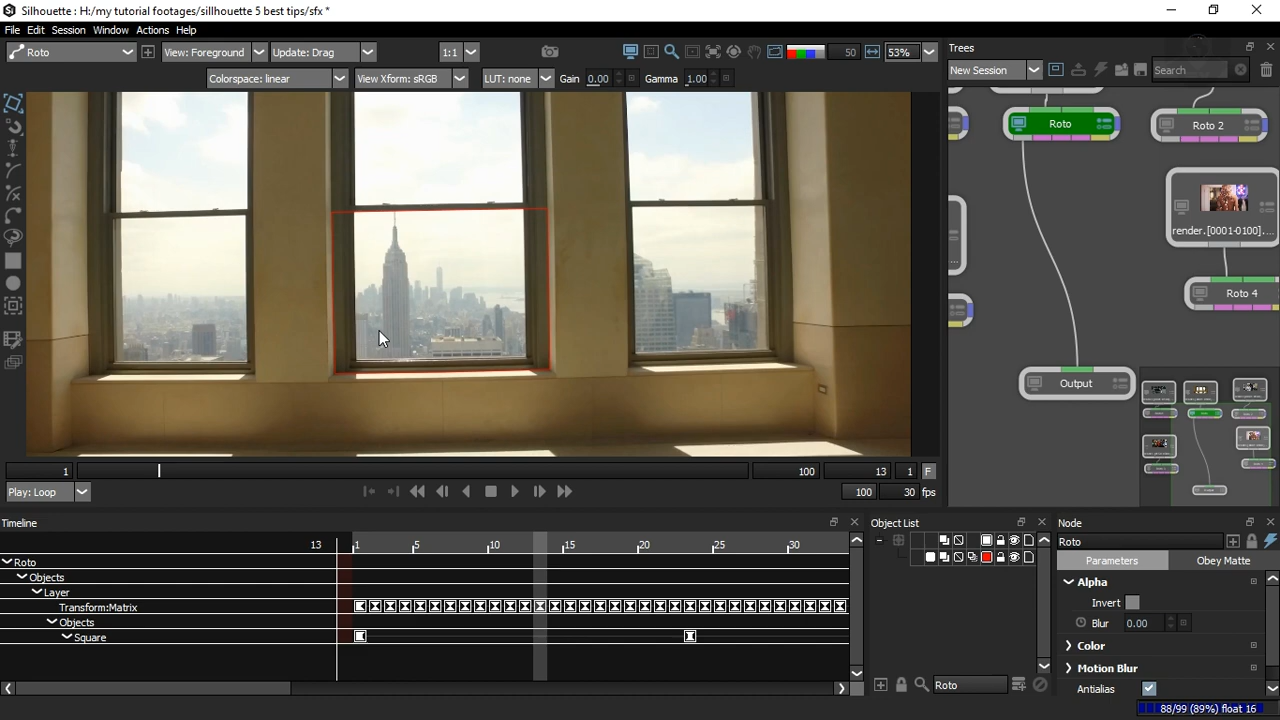 Silhouette : H:/my tutorial footages/sillhouette 5 best tips/sfx *
File Edit Session Window Actions Help
Roto View: Foreground Update: Drag 1:1 50 53%
Colorspace: linear View Xform: sRGB LUT: none Gain 0.00 Gamma 1.00
Trees
New Session Search
Roto Roto 2
render.[0001-0100]....
Roto 4
Output
1 100 13 1 F
Play: Loop 100 30 fps
Timeline
13 1 5 10 15 20 25 30
Roto
Objects
Layer
Transform:Matrix
Objects
Square
Object List
Roto
Node
Roto
Parameters Obey Matte
Alpha
Invert
Blur 0.00
Color
Motion Blur
Antialias
88/99 (89%) float 16